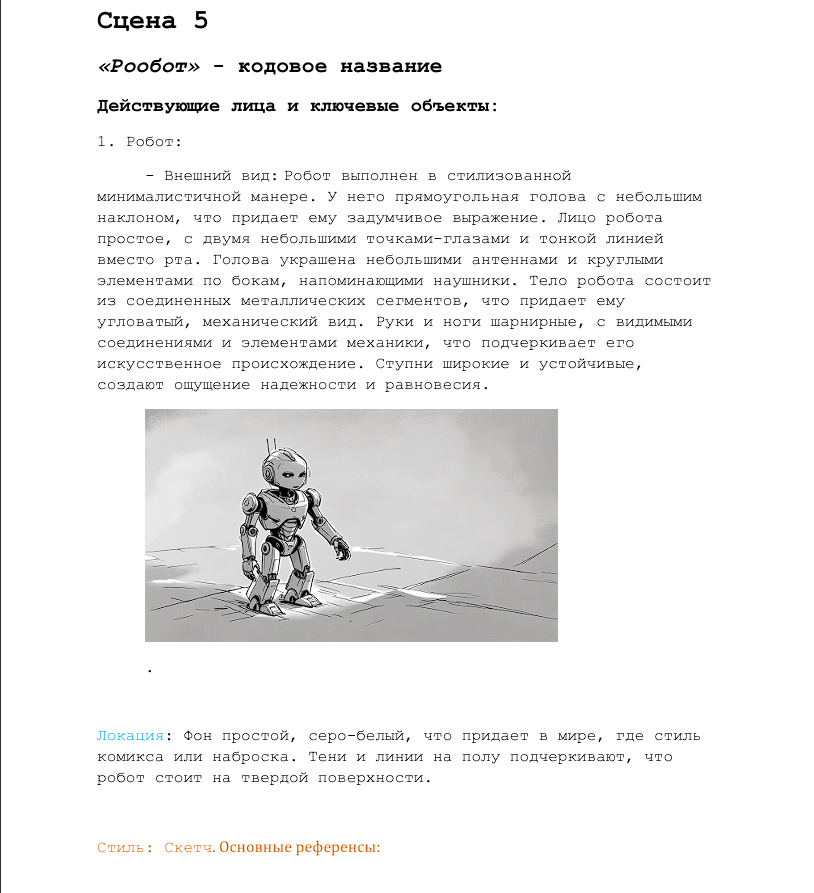 Сцена 5
«Рообот» – кодовое название
Действующие лица и ключевые объекты:
1. Робот:
– Внешний вид: Робот выполнен в стилизованной
минималистичной манере. У него прямоугольная голова с небольшим
наклоном, что придает ему задумчивое выражение. Лицо робота
простое, с двумя небольшими точками-глазами и тонкой линией
вместо рта. Голова украшена небольшими антеннами и круглыми
элементами по бокам, напоминающими наушники. Тело робота состоит
из соединенных металлических сегментов, что придает ему
угловатый, механический вид. Руки и ноги шарнирные, с видимыми
соединениями и элементами механики, что подчеркивает его
искусственное происхождение. Ступни широкие и устойчивые,
создают ощущение надежности и равновесия.
.
Локация: Фон простой, серо-белый, что придает в мире, где стиль
комикса или наброска. Тени и линии на полу подчеркивают, что
робот стоит на твердой поверхности.
Стиль: Скетч. Основные референсы: